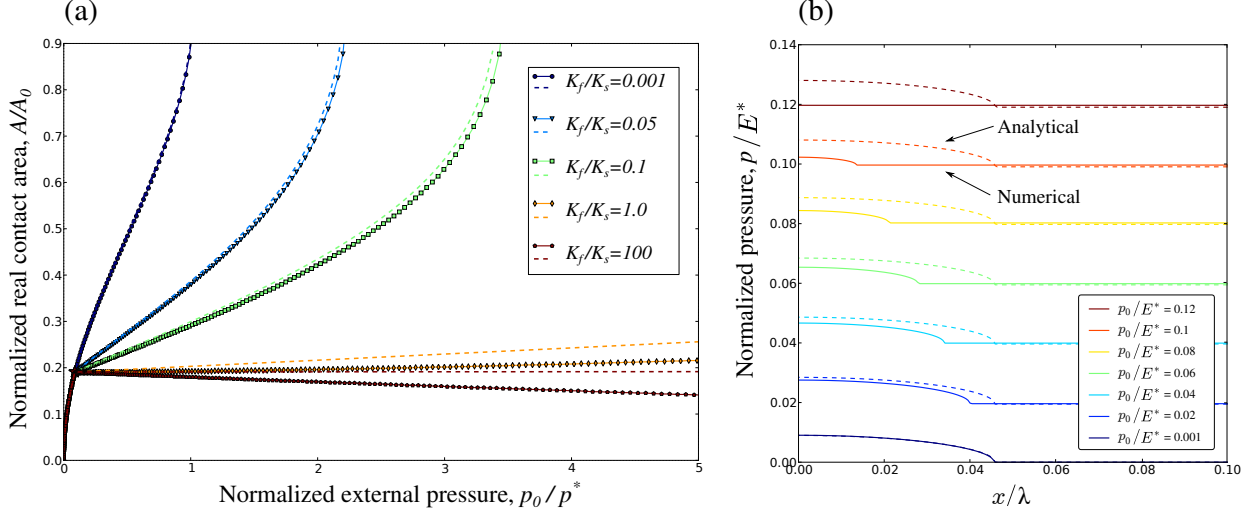 (a)
Normalized real contact area, A/A₀
0.9
0.8
0.7
0.6
0.5
0.4
0.3
0.2
0.1
0.0
0
1
2
3
4
5
Normalized external pressure, p₀/p*
K_f/K_s=0.001
K_f/K_s=0.05
K_f/K_s=0.1
K_f/K_s=1.0
K_f/K_s=100
(b)
Normalized pressure, p/E*
0.14
0.12
0.10
0.08
0.06
0.04
0.02
0.00
0.00
0.02
0.04
0.06
0.08
0.10
x/λ
Analytical
Numerical
p₀/E* = 0.12
p₀/E* = 0.1
p₀/E* = 0.08
p₀/E* = 0.06
p₀/E* = 0.04
p₀/E* = 0.02
p₀/E* = 0.001